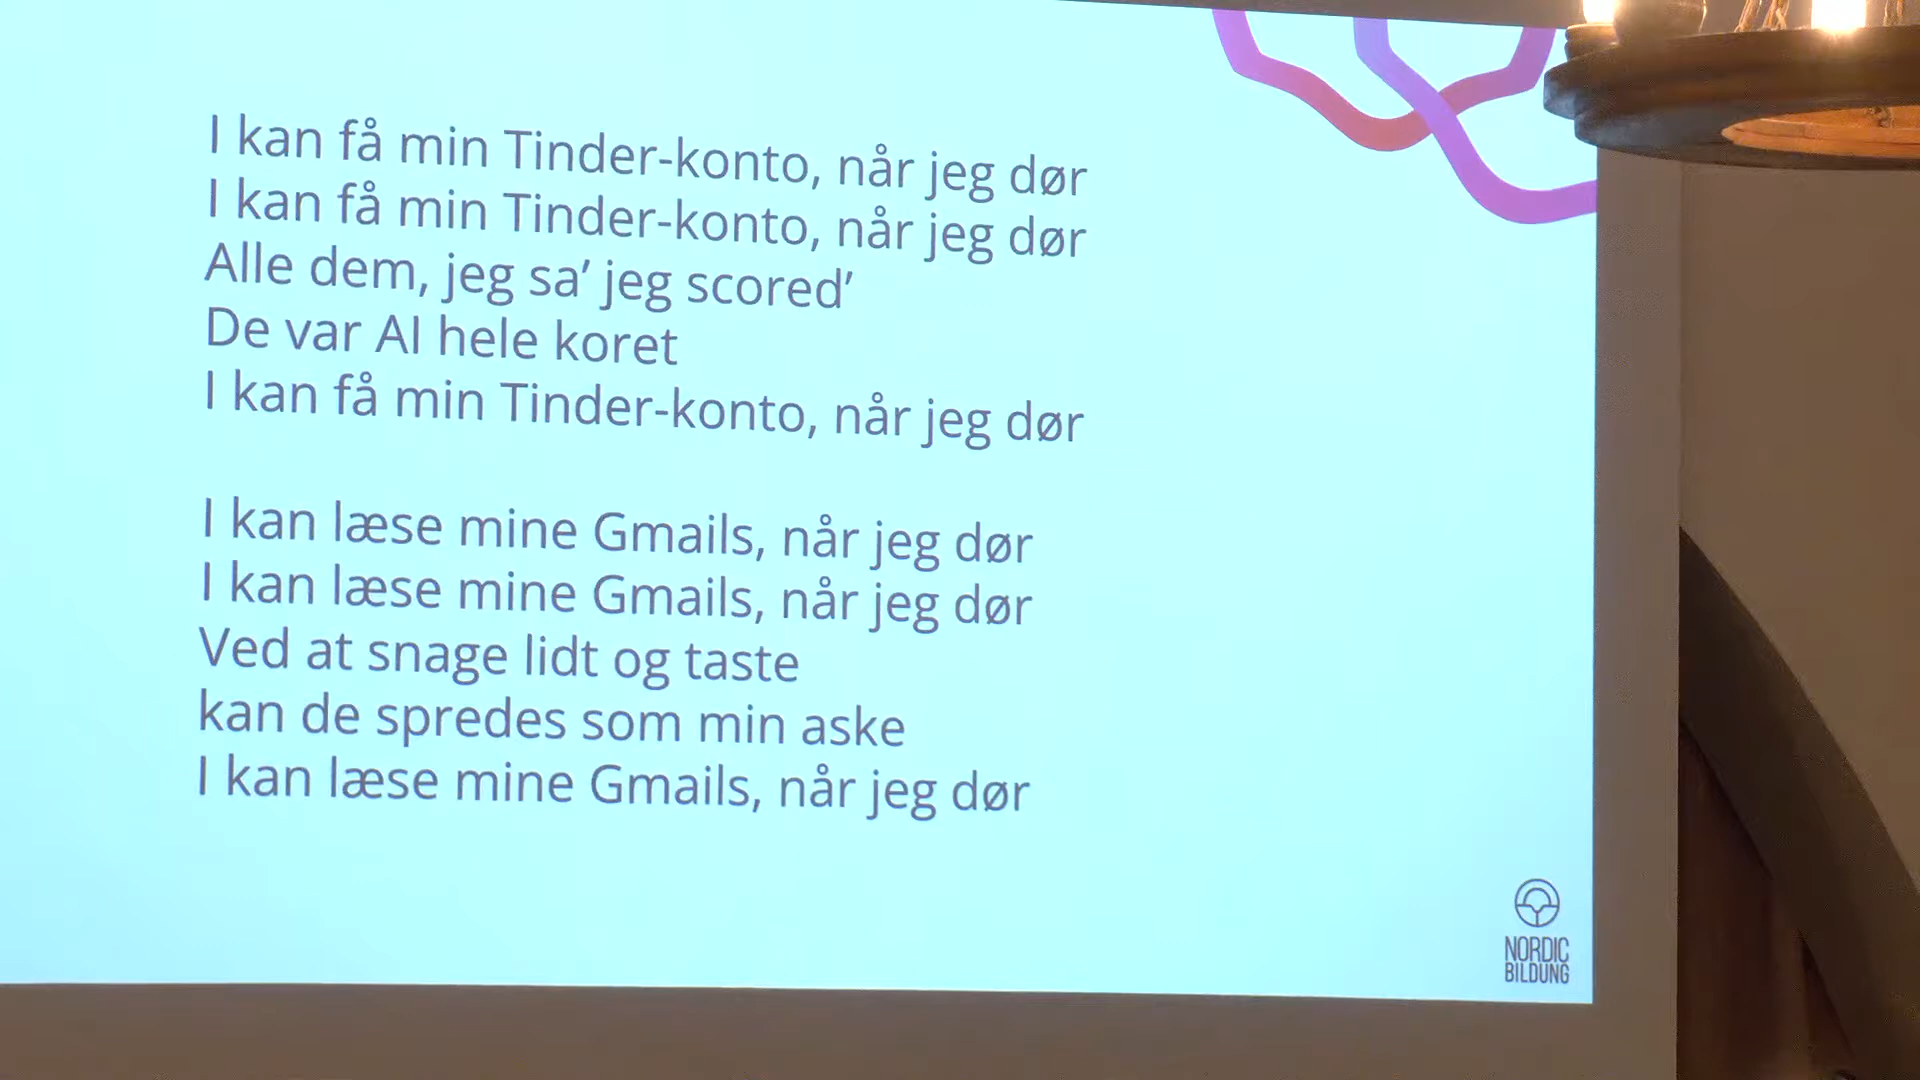 I kan få min Tinder-konto, når jeg dør
I kan få min Tinder-konto, når jeg dør
Alle dem, jeg sa’ jeg scored’
De var AI hele koret
I kan få min Tinder-konto, når jeg dør
I kan læse mine Gmails, når jeg dør
I kan læse mine Gmails, når jeg dør
Ved at snage lidt og taste
kan de spredes som min aske
I kan læse mine Gmails, når jeg dør
NORDIC
BILDUNG